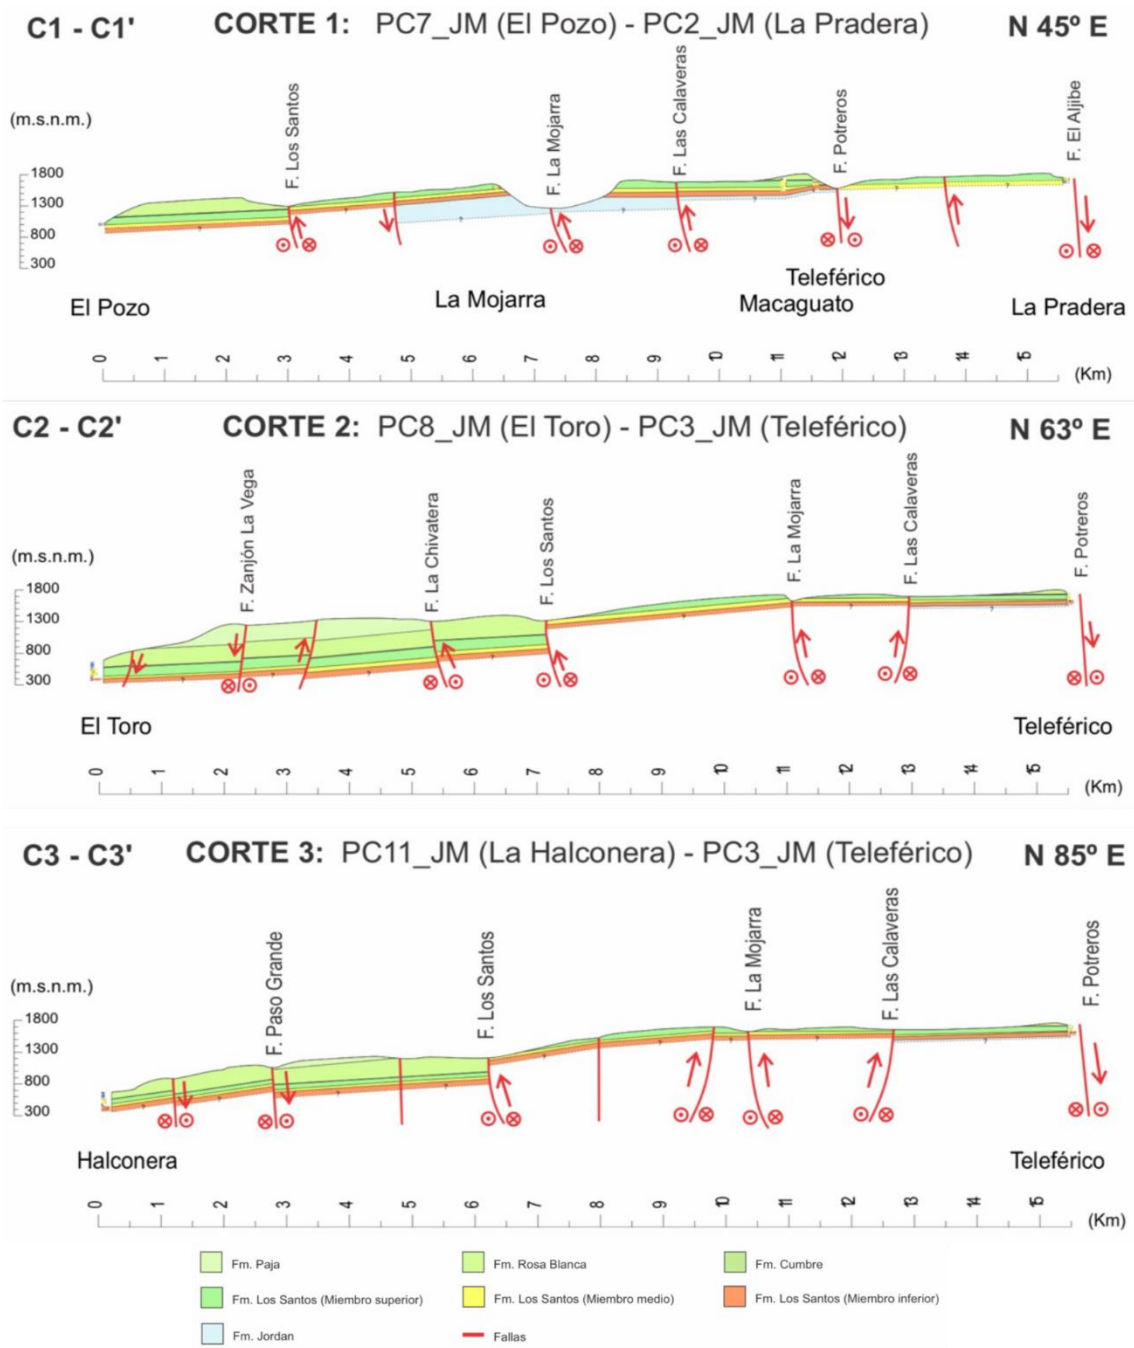 C1 - C1' CORTE 1: PC7_JM (El Pozo) - PC2_JM (La Pradera) N 45º E
(m.s.n.m.)
F. Los Santos
F. La Mojarra
F. Las Calaveras
F. Potreros
F. El Aljibe
1800
1300
800
300
? ? ? ? ?
El Pozo
La Mojarra
Teleférico
Macaguato
La Pradera
0 1 2 3 4 5 6 7 8 9 10 11 12 13 14 15
(Km)
C2 - C2' CORTE 2: PC8_JM (El Toro) - PC3_JM (Teleférico) N 63º E
(m.s.n.m.)
F. Zanjón La Vega
F. La Chivatera
F. Los Santos
F. La Mojarra
F. Las Calaveras
F. Potreros
1800
1300
800
300
? ? ? ? ? ?
El Toro
Teleférico
0 1 2 3 4 5 6 7 8 9 10 11 12 13 14 15
(Km)
C3 - C3' CORTE 3: PC11_JM (La Halconera) - PC3_JM (Teleférico) N 85º E
(m.s.n.m.)
F. Paso Grande
F. Los Santos
F. La Mojarra
F. Las Calaveras
F. Potreros
1800
1300
800
300
? ? ? ? ?
Halconera
Teleférico
0 1 2 3 4 5 6 7 8 9 10 11 12 13 14 15
(Km)
Fm. Paja Fm. Rosa Blanca Fm. Cumbre
Fm. Los Santos (Miembro superior) Fm. Los Santos (Miembro medio) Fm. Los Santos (Miembro inferior)
Fm. Jordan Fallas